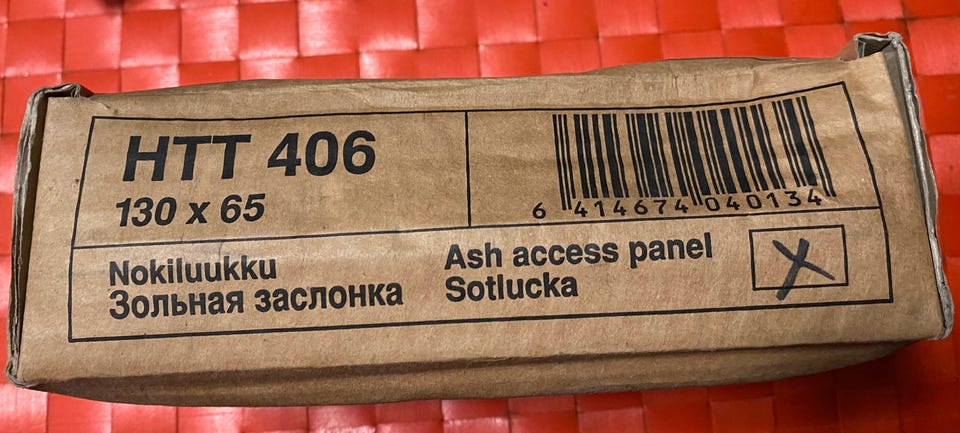 HTT 406
130 x 65
6 414674 040134
Nokiluukku
Зольная заслонка
Ash access panel
Sotlucka
X